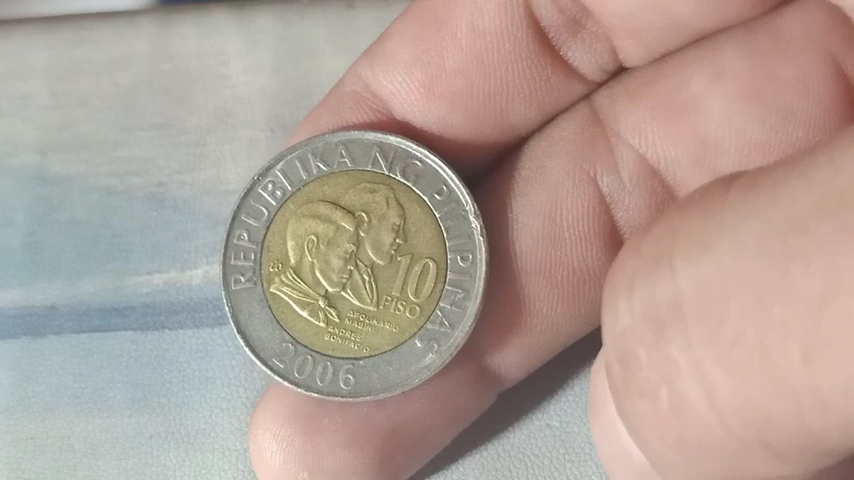 REPUBLIKA NG PILIPINAS
10
PISO
APOLINARIO
MABINI
ANDRES
BONIFACIO
2006